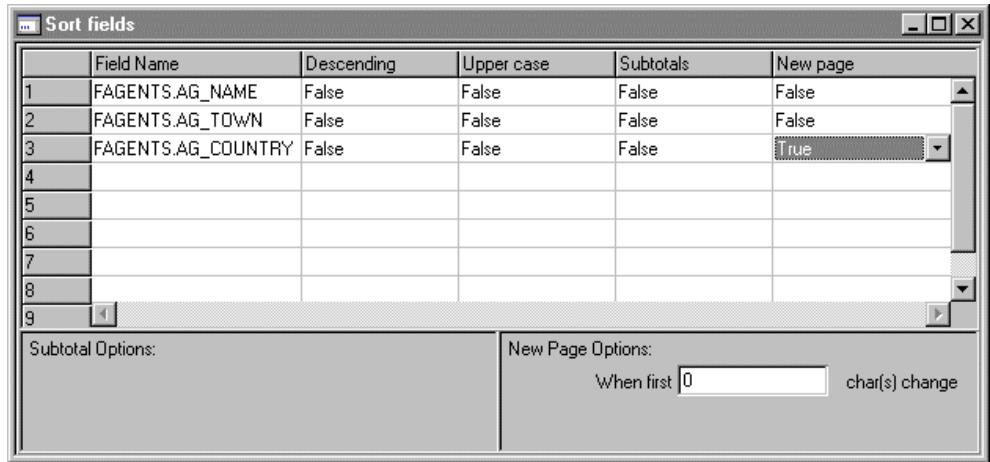 Sort fields
Field Name Descending Upper case Subtotals New page
1 FAGENTS.AG_NAME False False False False
2 FAGENTS.AG_TOWN False False False False
3 FAGENTS.AG_COUNTRY False False False True
4
5
6
7
8
9
Subtotal Options: New Page Options:
When first 0 char(s) change